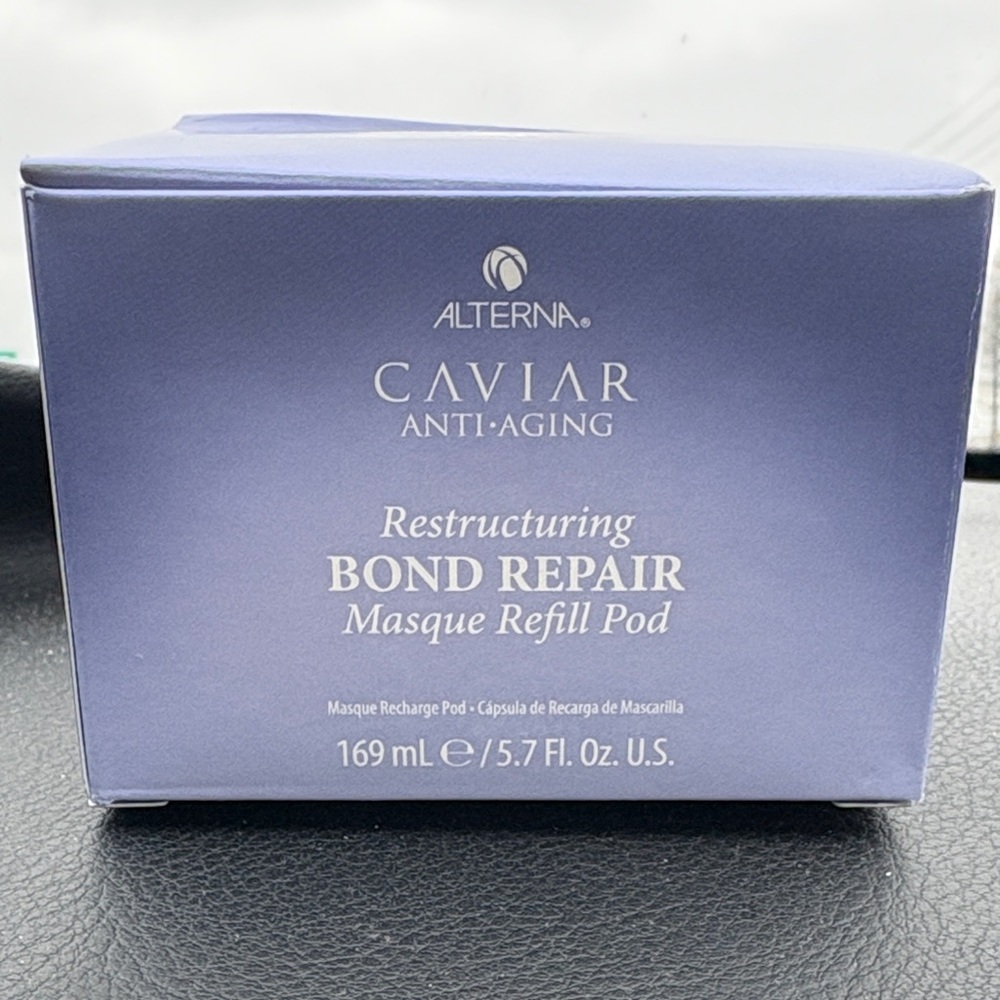 ALTERNA®
CAVIAR
ANTI·AGING
Restructuring
BOND REPAIR
Masque Refill Pod
Masque Recharge Pod • Cápsula de Recarga de Mascarilla
169 mL ℮ / 5.7 Fl. Oz. U.S.